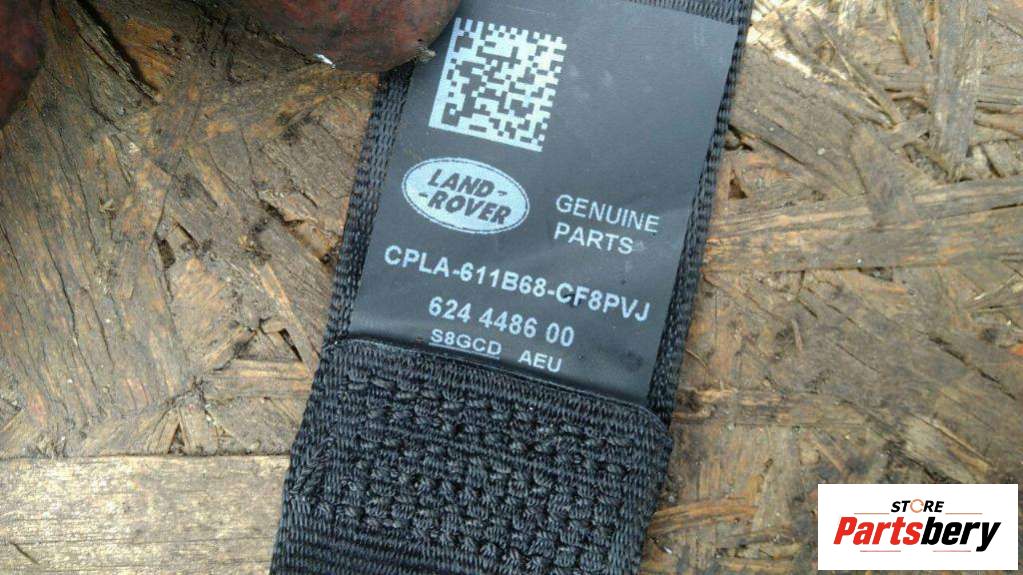 LAND-
-ROVER
GENUINE
PARTS
CPLA-611B68-CF8PVJ
624 4486 00
S8GCD AEU
STORE
Partsbery